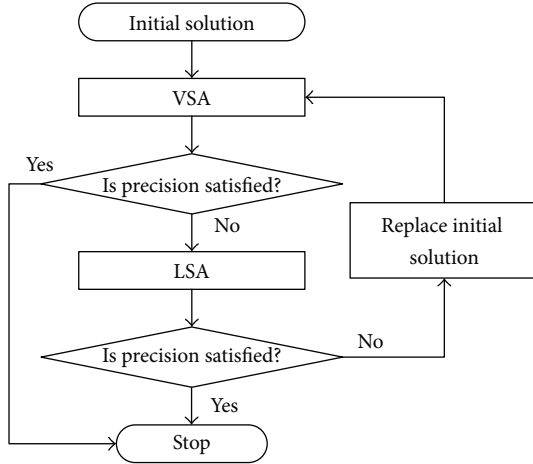 Initial solution
VSA
Yes
Is precision satisfied?
No
Replace initial
solution
LSA
Is precision satisfied?
No
Yes
Stop